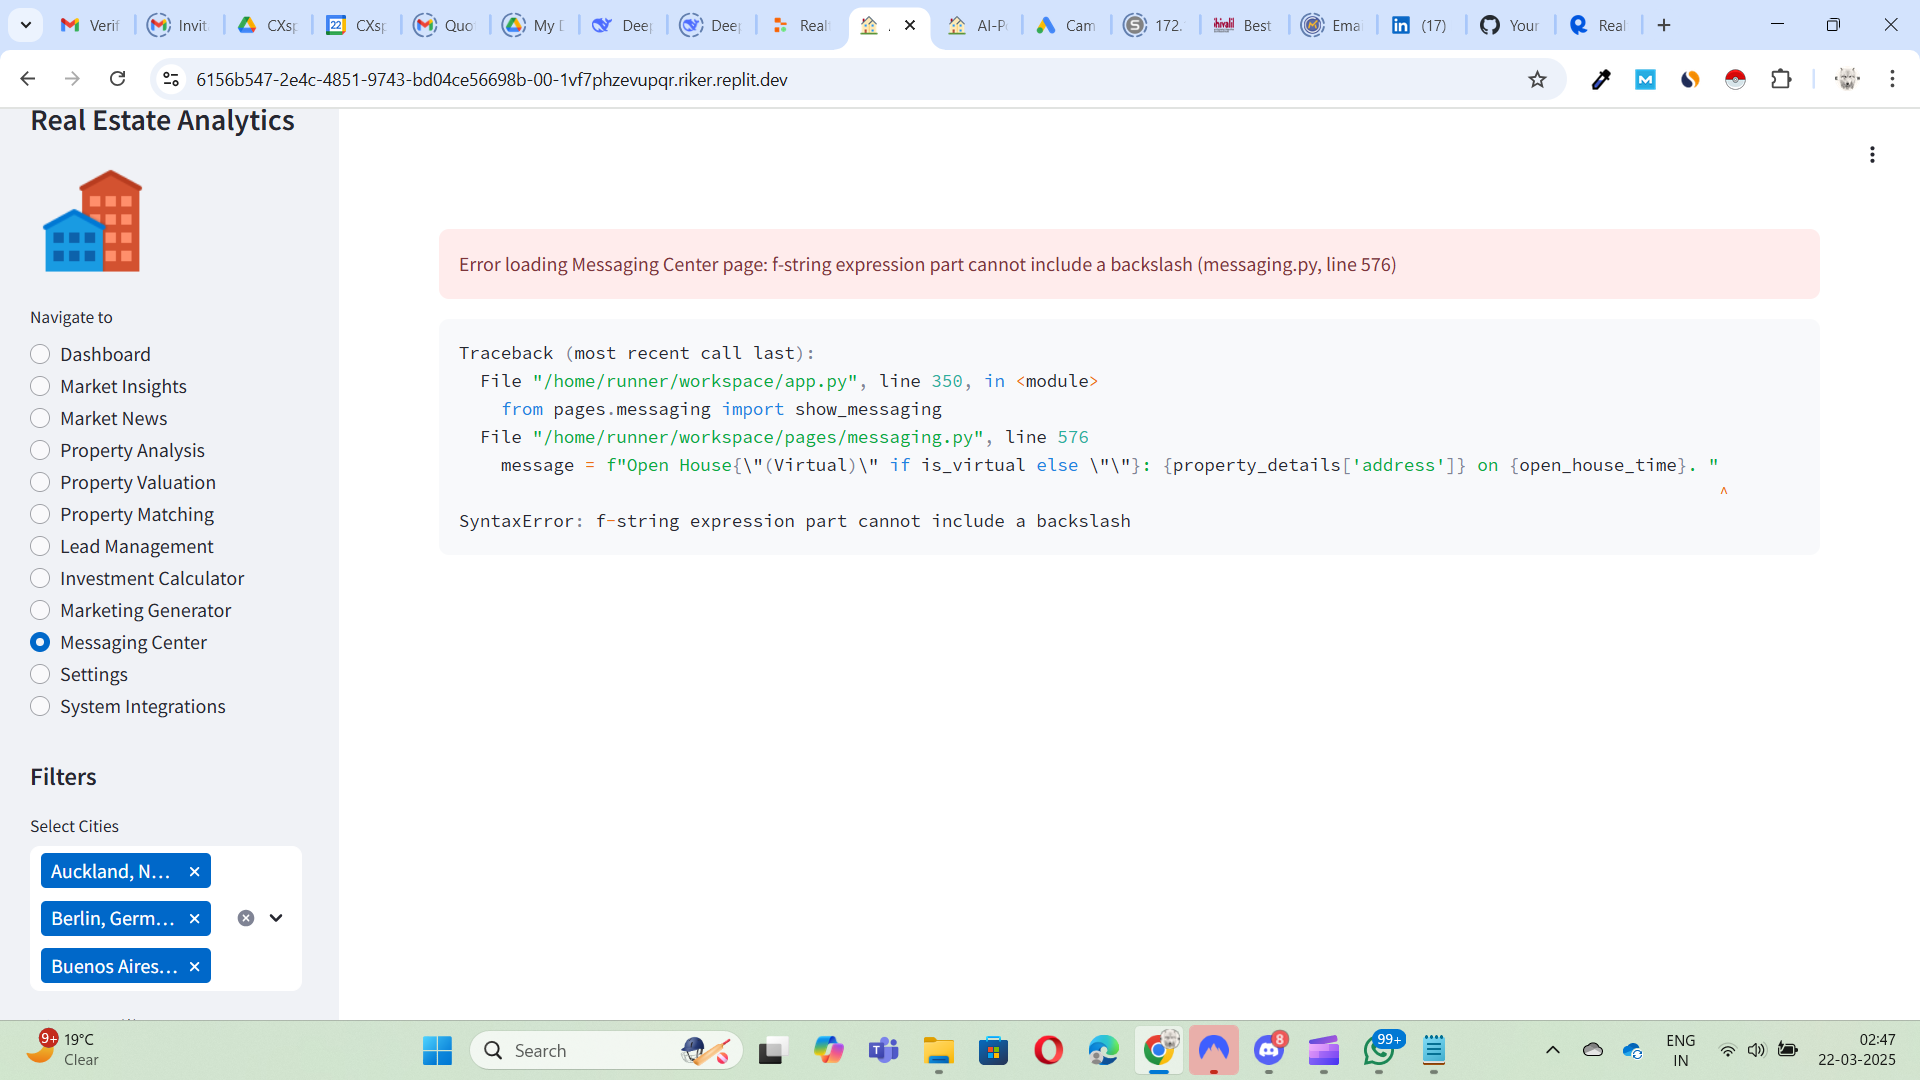 Verif
Invit
CXsp
22
CXsp
Quo
My D
Deep
Deep
Realt
AI-Po
Cam
172.
Best
Emai
(17)
Your
Real
6156b547-2e4c-4851-9743-bd04ce56698b-00-1vf7phzevupqr.riker.replit.dev
Real Estate Analytics
Navigate to
Dashboard
Market Insights
Market News
Property Analysis
Property Valuation
Property Matching
Lead Management
Investment Calculator
Marketing Generator
Messaging Center
Settings
System Integrations
Filters
Select Cities
Auckland, N...
Berlin, Germ...
Buenos Aires...
Error loading Messaging Center page: f-string expression part cannot include a backslash (messaging.py, line 576)
Traceback (most recent call last):
File "/home/runner/workspace/app.py", line 350, in <module>
from pages.messaging import show_messaging
File "/home/runner/workspace/pages/messaging.py", line 576
message = f"Open House{\"(Virtual)\" if is_virtual else \"\"}: {property_details['address']} on {open_house_time}. "
^
SyntaxError: f-string expression part cannot include a backslash
9+
19°C
Clear
Search
8
99+
ENG
IN
02:47
22-03-2025